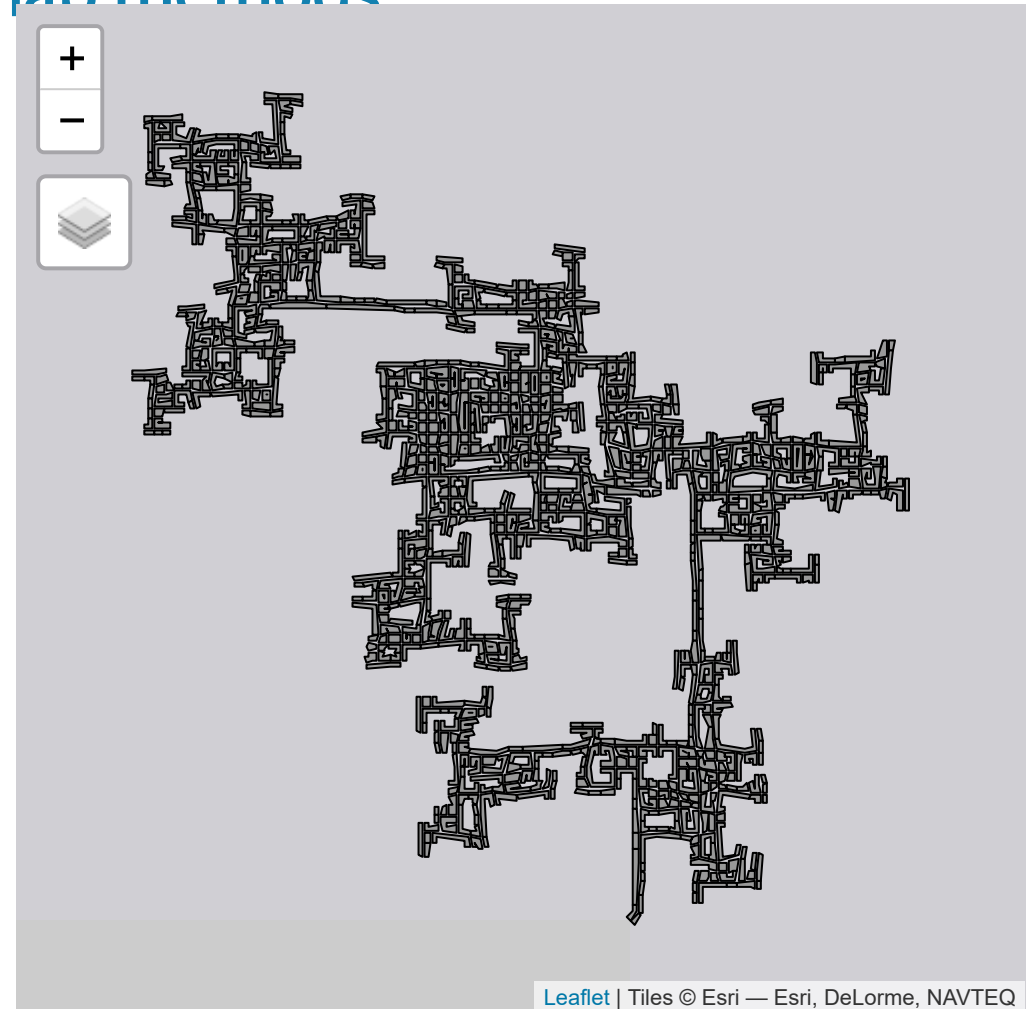 +
−
Leaflet | Tiles © Esri — Esri, DeLorme, NAVTEQ